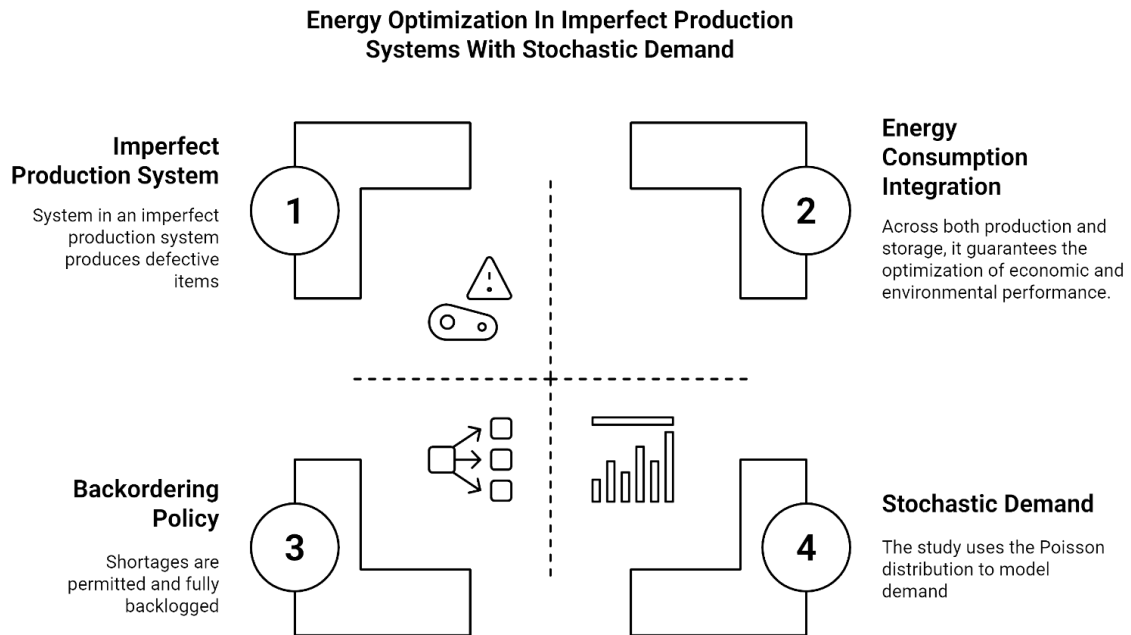 Energy Optimization In Imperfect Production
Systems With Stochastic Demand
Imperfect
Production System
1
System in an imperfect
production system
produces defective
items
Energy
Consumption
Integration
2
Across both production and
storage, it guarantees the
optimization of economic and
environmental performance.
Backordering
Policy
3
Shortages are
permitted and fully
backlogged
Stochastic Demand
4
The study uses the Poisson
distribution to model
demand